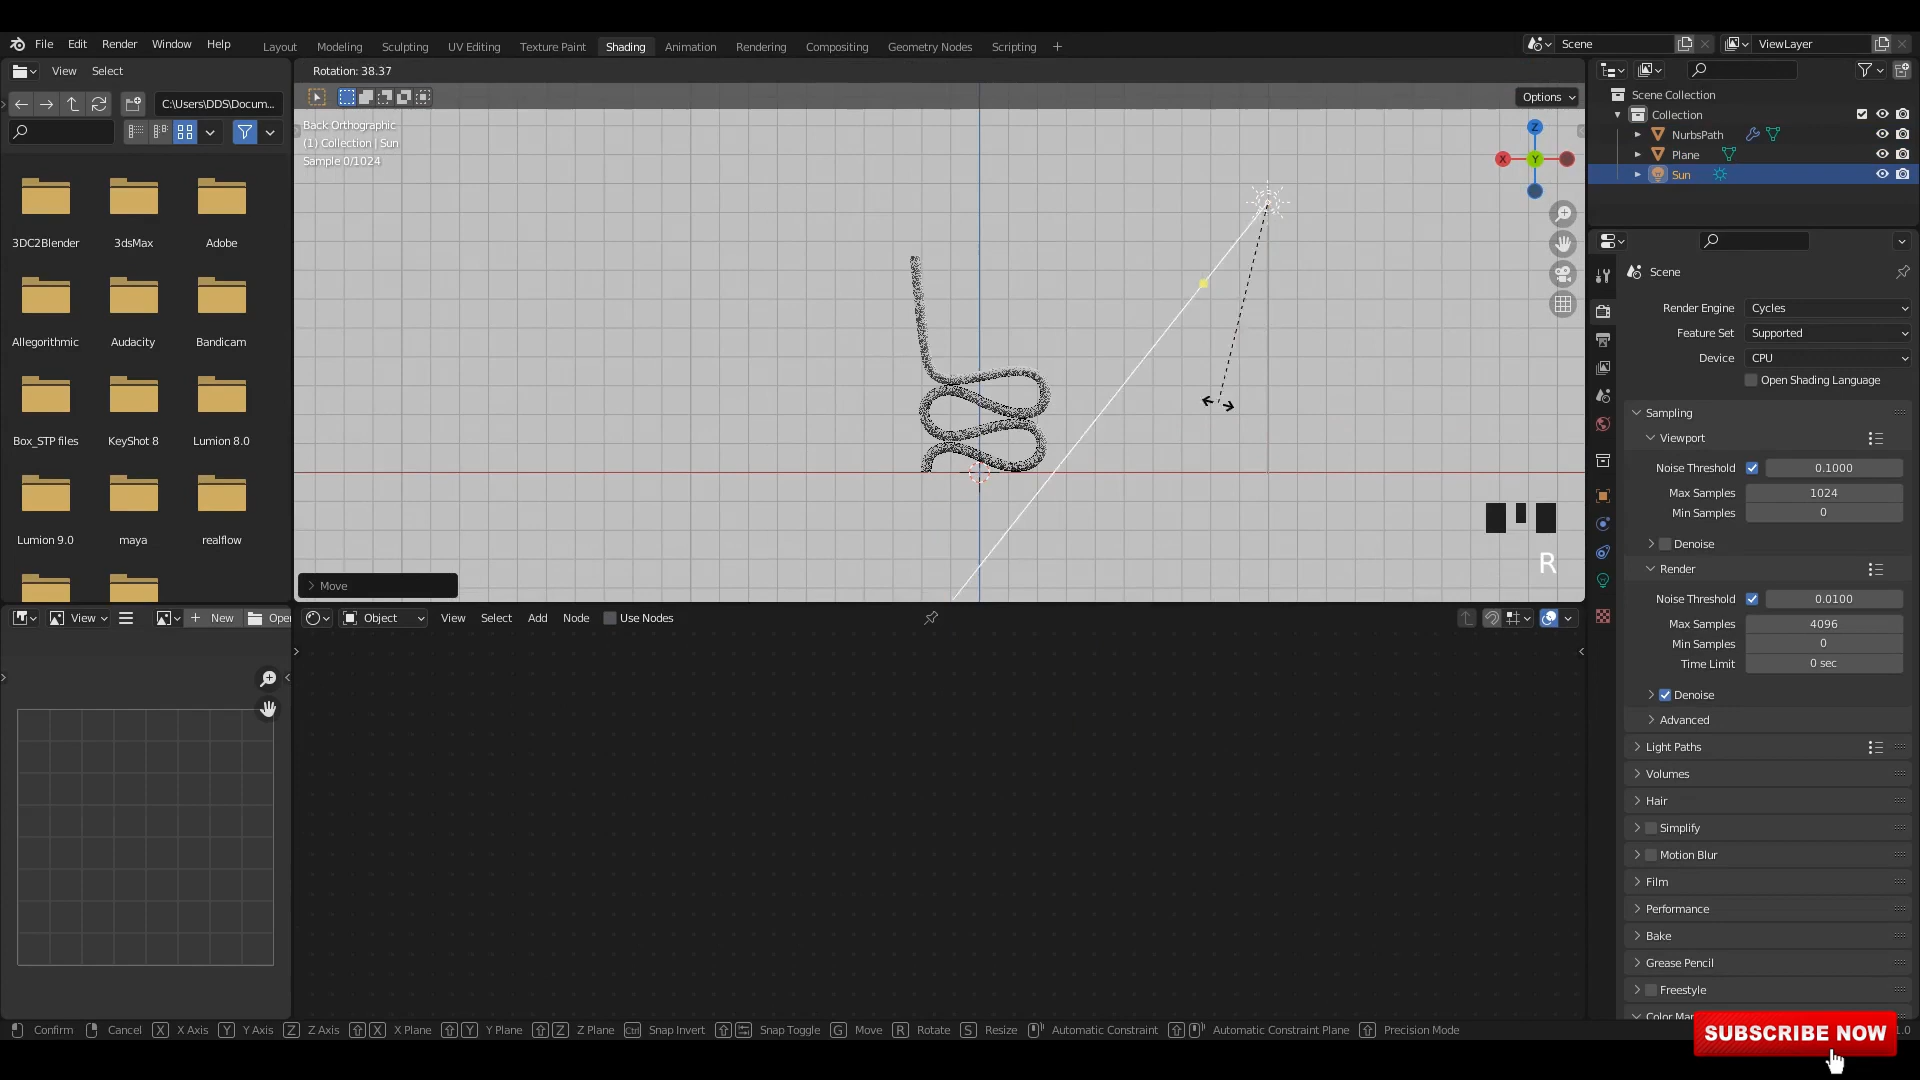 File Edit Render Window Help
Layout Modeling Sculpting UV Editing Texture Paint Shading Animation Rendering Compositing Geometry Nodes Scripting +
Scene
ViewLayer
View Select
Rotation: 38.37
C:\Users\DDS\Docum...
Options
Back Orthographic
(1) Collection | Sun
Sample 0/1024
Z
X
Y
3DC2Blender 3dsMax Adobe
Allegorithmic Audacity Bandicam
Box_STP files KeyShot 8 Lumion 8.0
Lumion 9.0 maya realflow
R
Move
Scene Collection
Collection
NurbsPath
Plane
Sun
Scene
Render Engine Cycles
Feature Set Supported
Device CPU
Open Shading Language
Sampling
Viewport
Noise Threshold 0.1000
Max Samples 1024
Min Samples 0
Denoise
Render
Noise Threshold 0.0100
Max Samples 4096
Min Samples 0
Time Limit 0 sec
Denoise
Advanced
Light Paths
Volumes
Hair
Simplify
Motion Blur
Film
Performance
Bake
Grease Pencil
Freestyle
View + New Open
Object View Select Add Node Use Nodes
Confirm Cancel X X Axis Y Y Axis Z Z Axis X X Plane Y Y Plane Z Z Plane Ctrl Snap Invert Snap Toggle G Move R Rotate S Resize Automatic Constraint Automatic Constraint Plane Precision Mode
SUBSCRIBE NOW